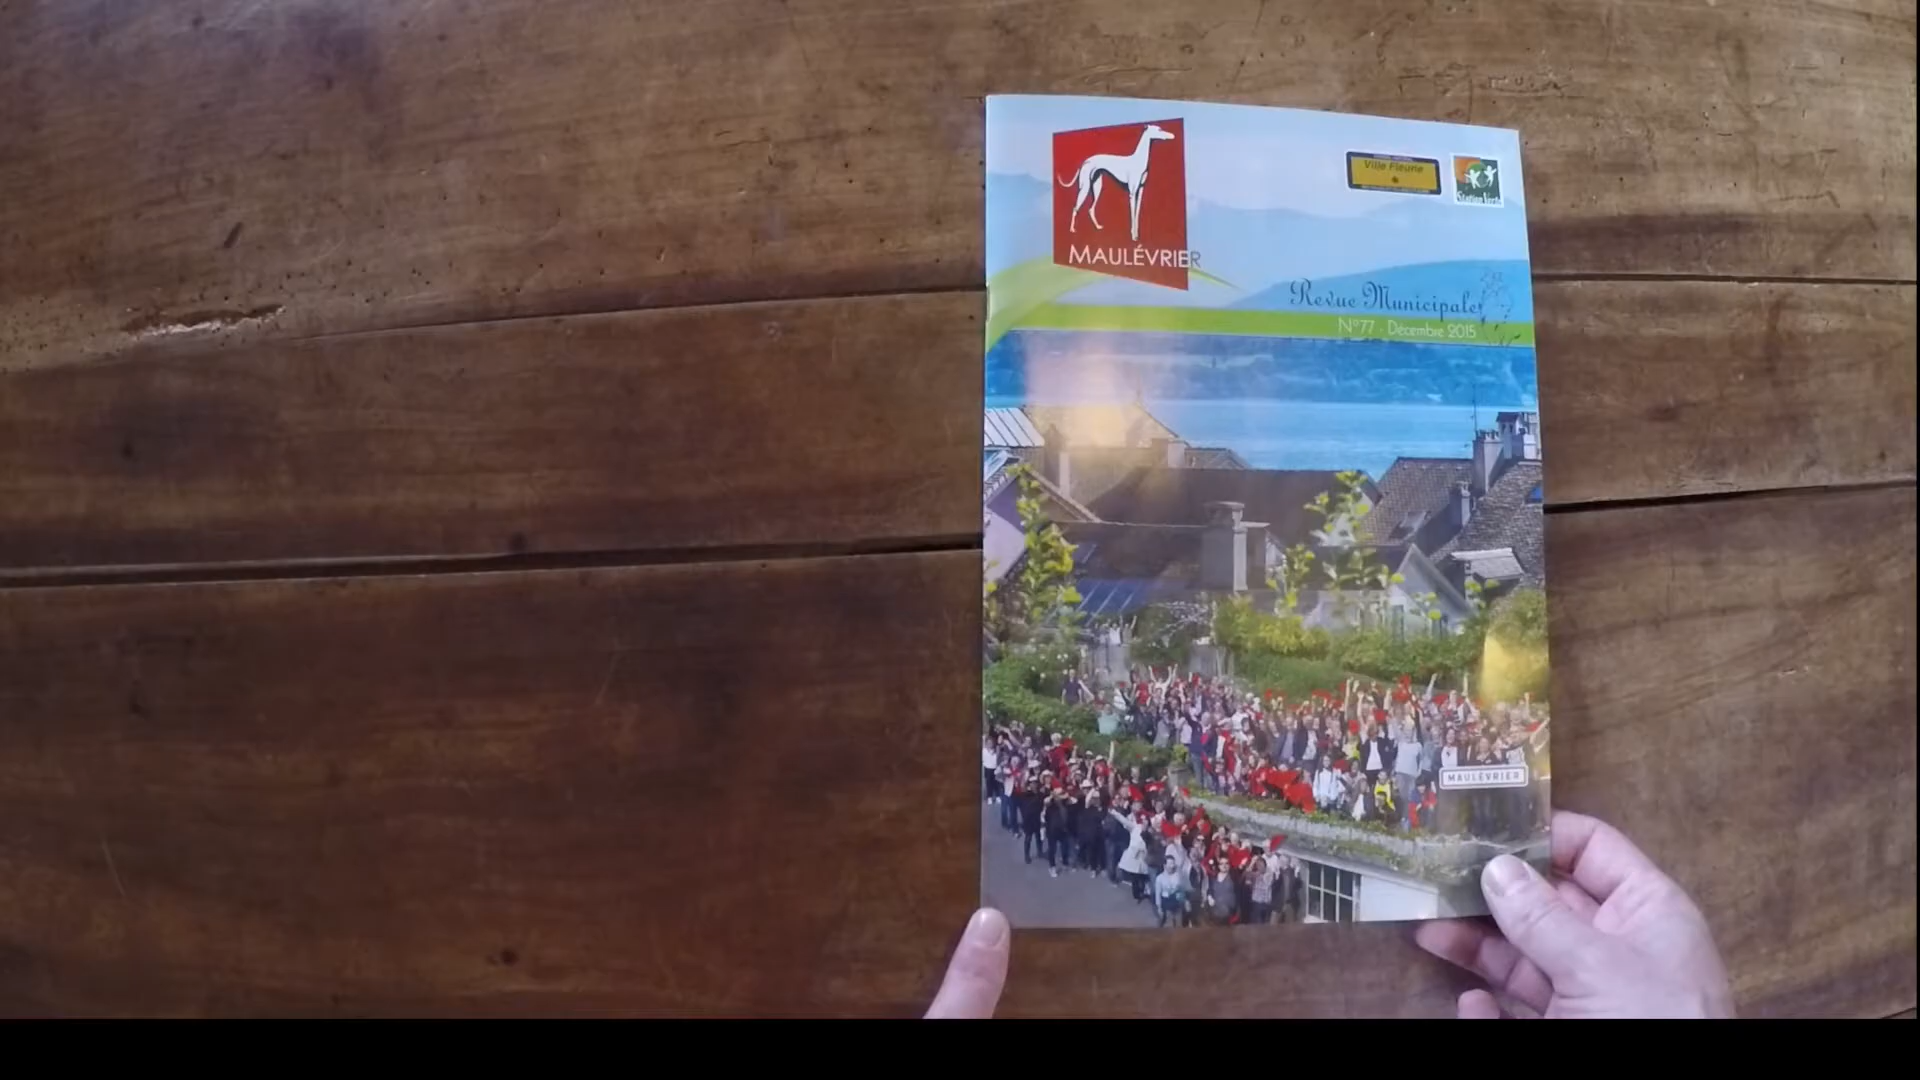 MAULÉVRIER
Ville Fleurie
Station Verte
Revue Municipale
N°77 - Décembre 2015
MAULÉVRIER